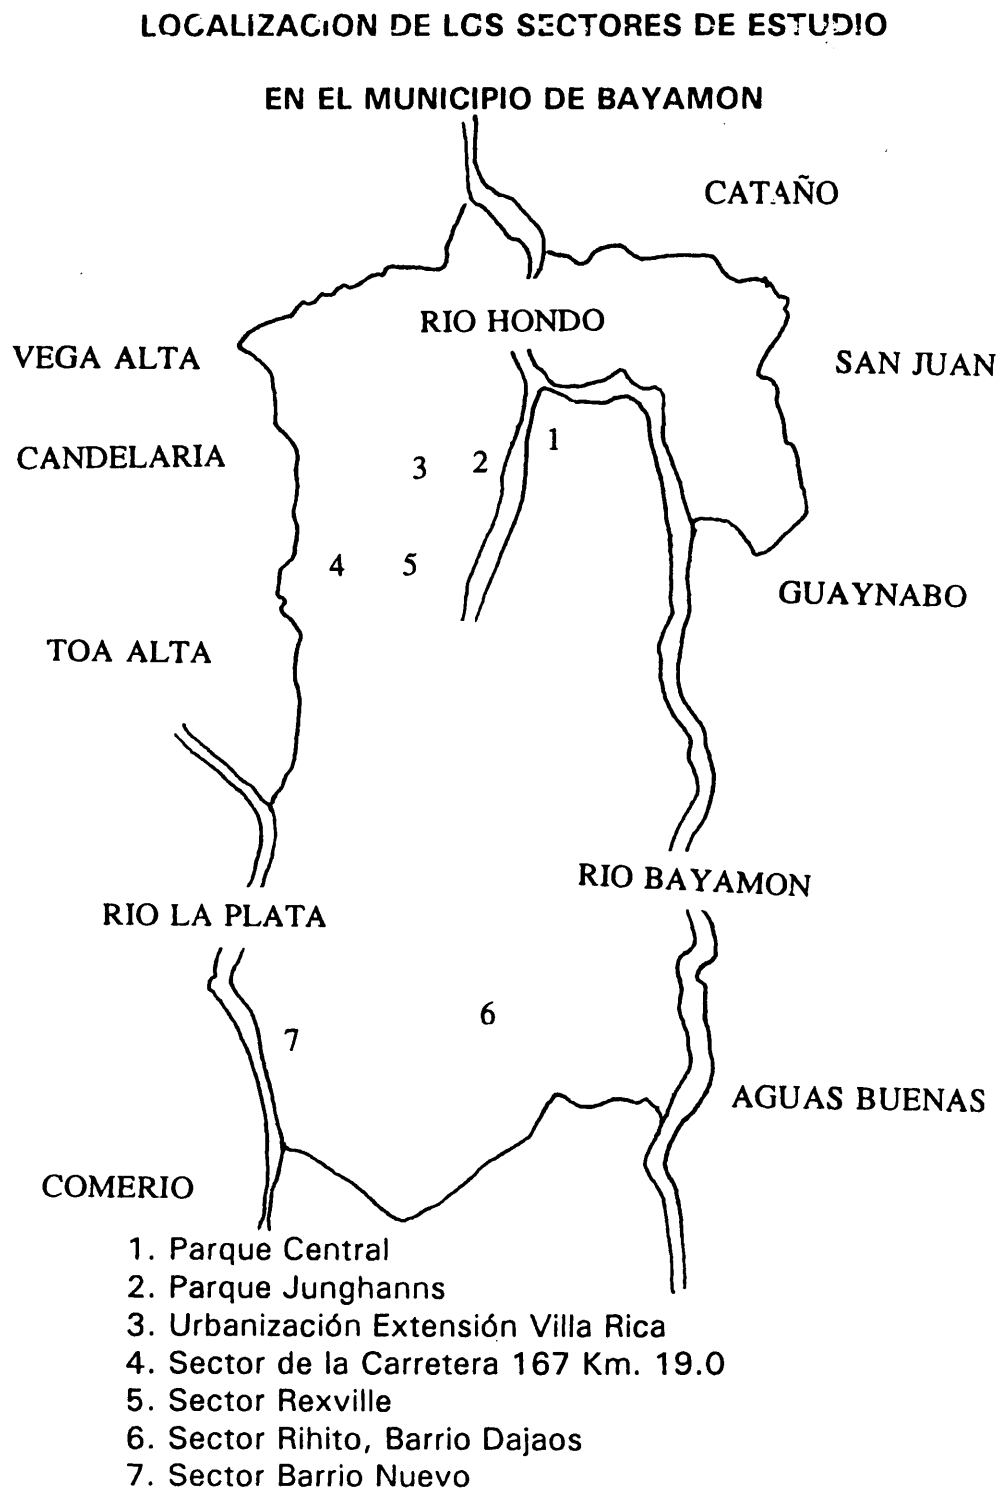 LOCALIZACION DE LOS SECTORES DE ESTUDIO
EN EL MUNICIPIO DE BAYAMON
CATAÑO
RIO HONDO
VEGA ALTA
SAN JUAN
CANDELARIA
1
2
3
4
5
GUAYNABO
TOA ALTA
RIO BAYAMON
RIO LA PLATA
6
7
AGUAS BUENAS
COMERIO
1. Parque Central
2. Parque Junghanns
3. Urbanización Extensión Villa Rica
4. Sector de la Carretera 167 Km. 19.0
5. Sector Rexville
6. Sector Rihito, Barrio Dajaos
7. Sector Barrio Nuevo